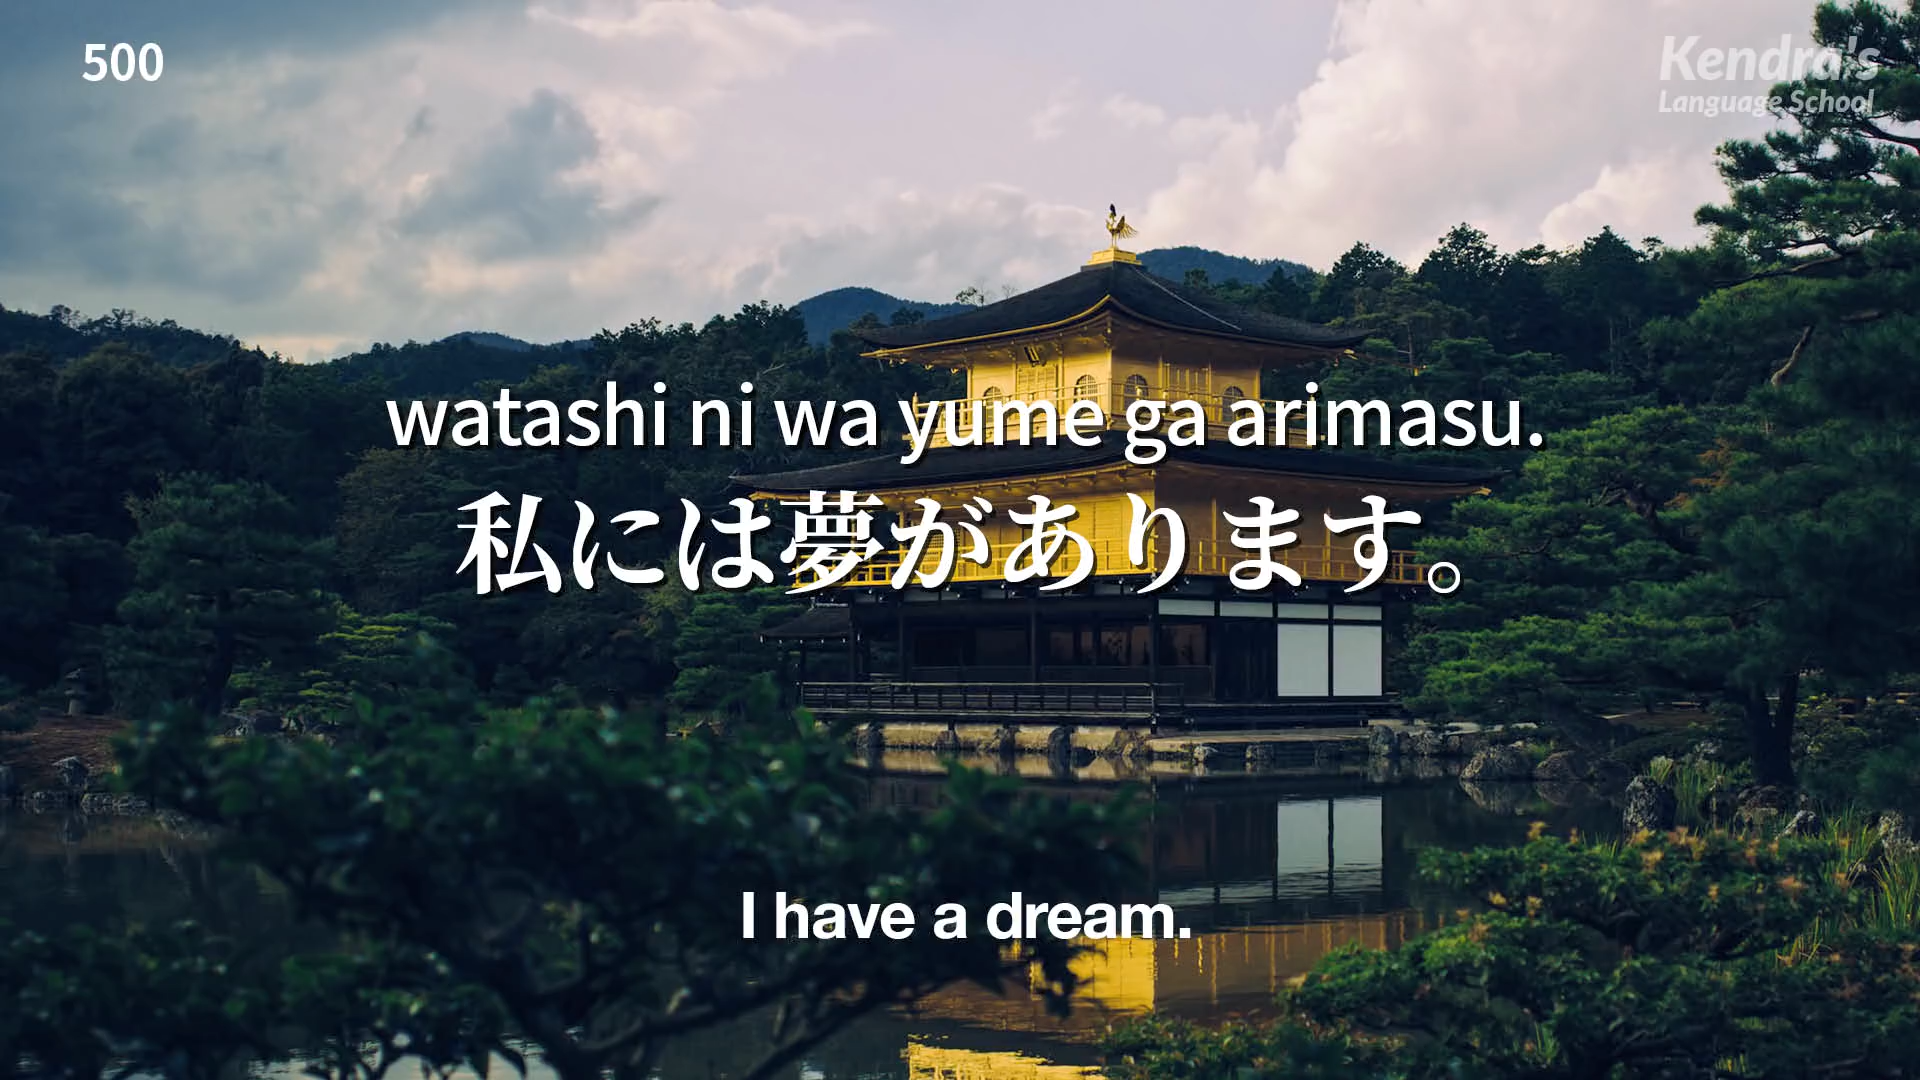 500
Kendra's
Language School
watashi ni wa yume ga arimasu.
私には夢があります。
I have a dream.